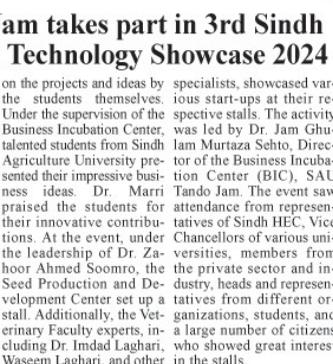 Jam takes part in 3rd Sindh
Technology Showcase 2024
on the projects and ideas by
the students themselves.
Under the supervision of the
Business Incubation Center,
talented students from Sindh
Agriculture University pre-
sented their impressive busi-
ness ideas. Dr. Marri
praised the students for
their innovative contribu-
tions. At the event, under
the leadership of Dr. Za-
hoor Ahmed Soomro, the
Seed Production and De-
velopment Center set up a
stall. Additionally, the Vet-
erinary Faculty experts, in-
cluding Dr. Imdad Laghari,
Waseem Laghari, and other
specialists, showcased var-
ious start-ups at their re-
spective stalls. The activity
was led by Dr. Jam Ghu-
lam Murtaza Sehto, Direc-
tor of the Business Incuba-
tion Center (BIC), SAU
Tando Jam. The event saw
attendance from represen-
tatives of Sindh HEC, Vice
Chancellors of various uni-
versities, members from
the private sector and in-
dustry, heads and represen-
tatives from different or-
ganizations, students, and
a large number of citizens
who showed great interest
in the stalls.